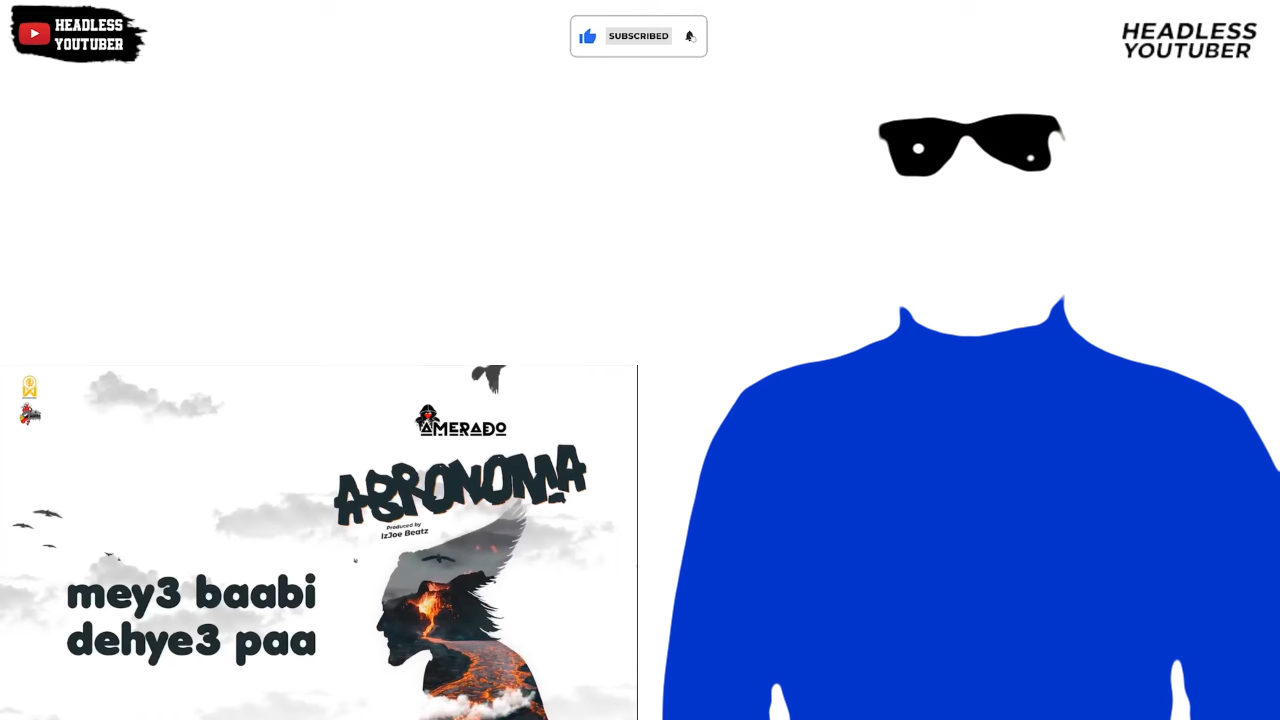 HEADLESS
YOUTUBER
SUBSCRIBED
HEADLESS
YOUTUBER
AMERADO
ABRONOMA
Produced by
IzJoe Beatz
mey3 baabi
dehye3 paa